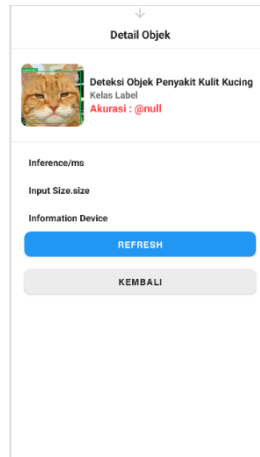 Detail Objek
Deteksi Objek Penyakit Kulit Kucing
Kelas Label
Akurasi : @null
Inference/ms
Input Size.size
Information Device
REFRESH
KEMBALI